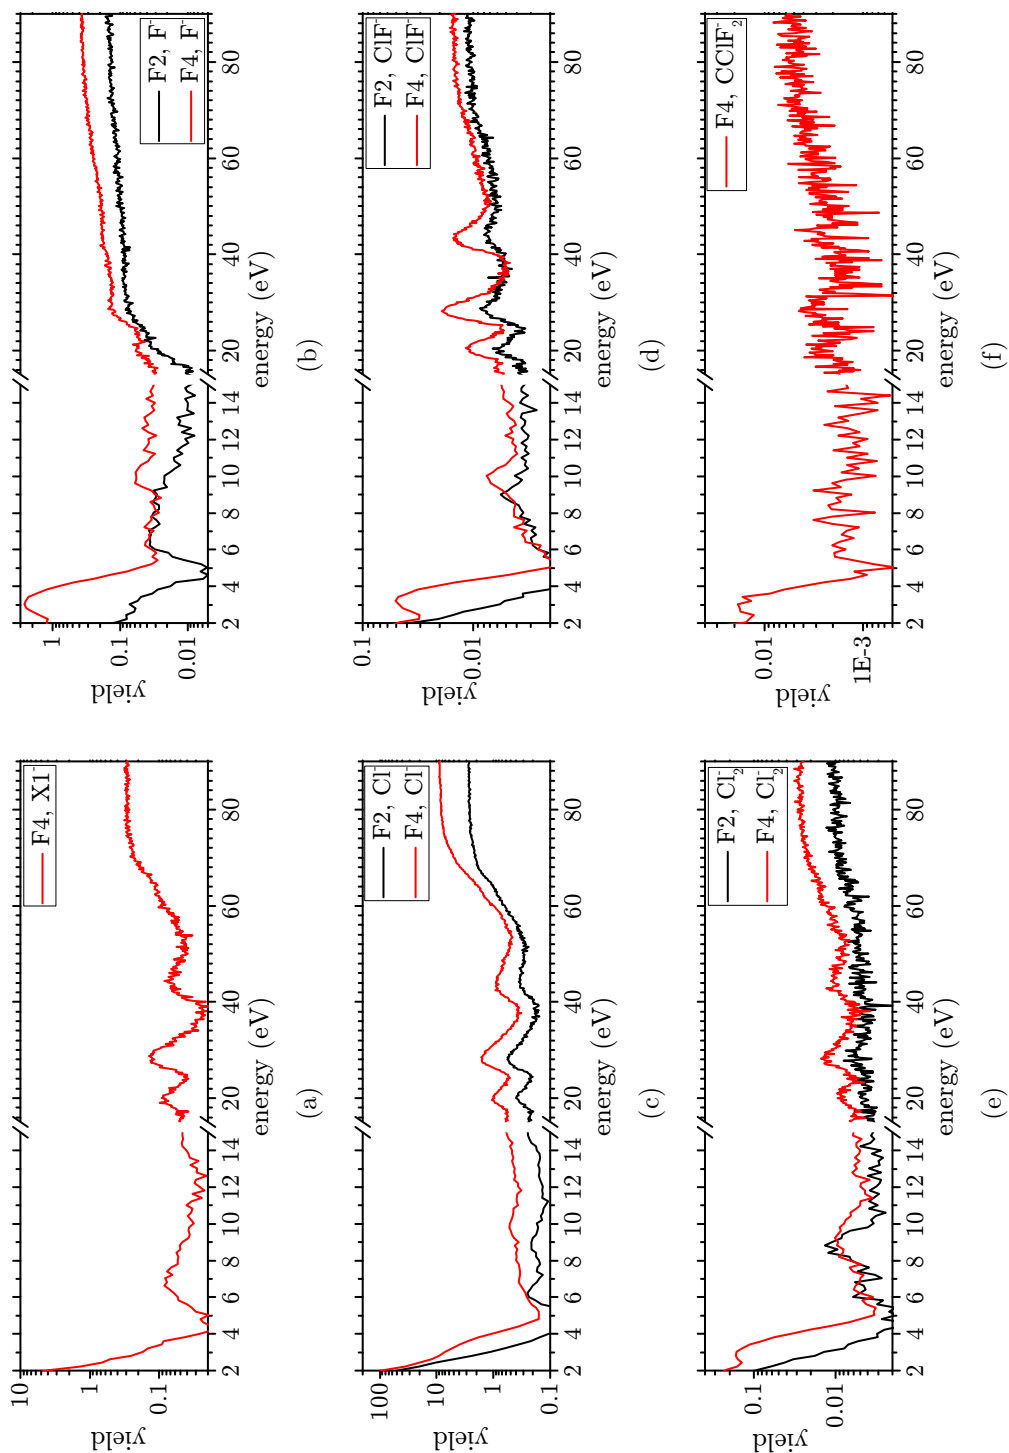 F4, X1⁻
yield
10
1
0.1
2 4 6 8 10 12 14 20 40 60 80
energy (eV)
(a)
F2, F⁻
F4, F⁻
yield
1
0.1
0.01
2 4 6 8 10 12 14 20 40 60 80
energy (eV)
(b)
F2, Cl⁻
F4, Cl⁻
yield
100
10
1
0.1
2 4 6 8 10 12 14 20 40 60 80
energy (eV)
(c)
F2, ClF⁻
F4, ClF⁻
yield
0.1
0.01
2 4 6 8 10 12 14 20 40 60 80
energy (eV)
(d)
F2, Cl₂⁻
F4, Cl₂⁻
yield
0.1
0.01
2 4 6 8 10 12 14 20 40 60 80
energy (eV)
(e)
F4, CClF₂⁻
yield
0.01
1E-3
2 4 6 8 10 12 14 20 40 60 80
energy (eV)
(f)